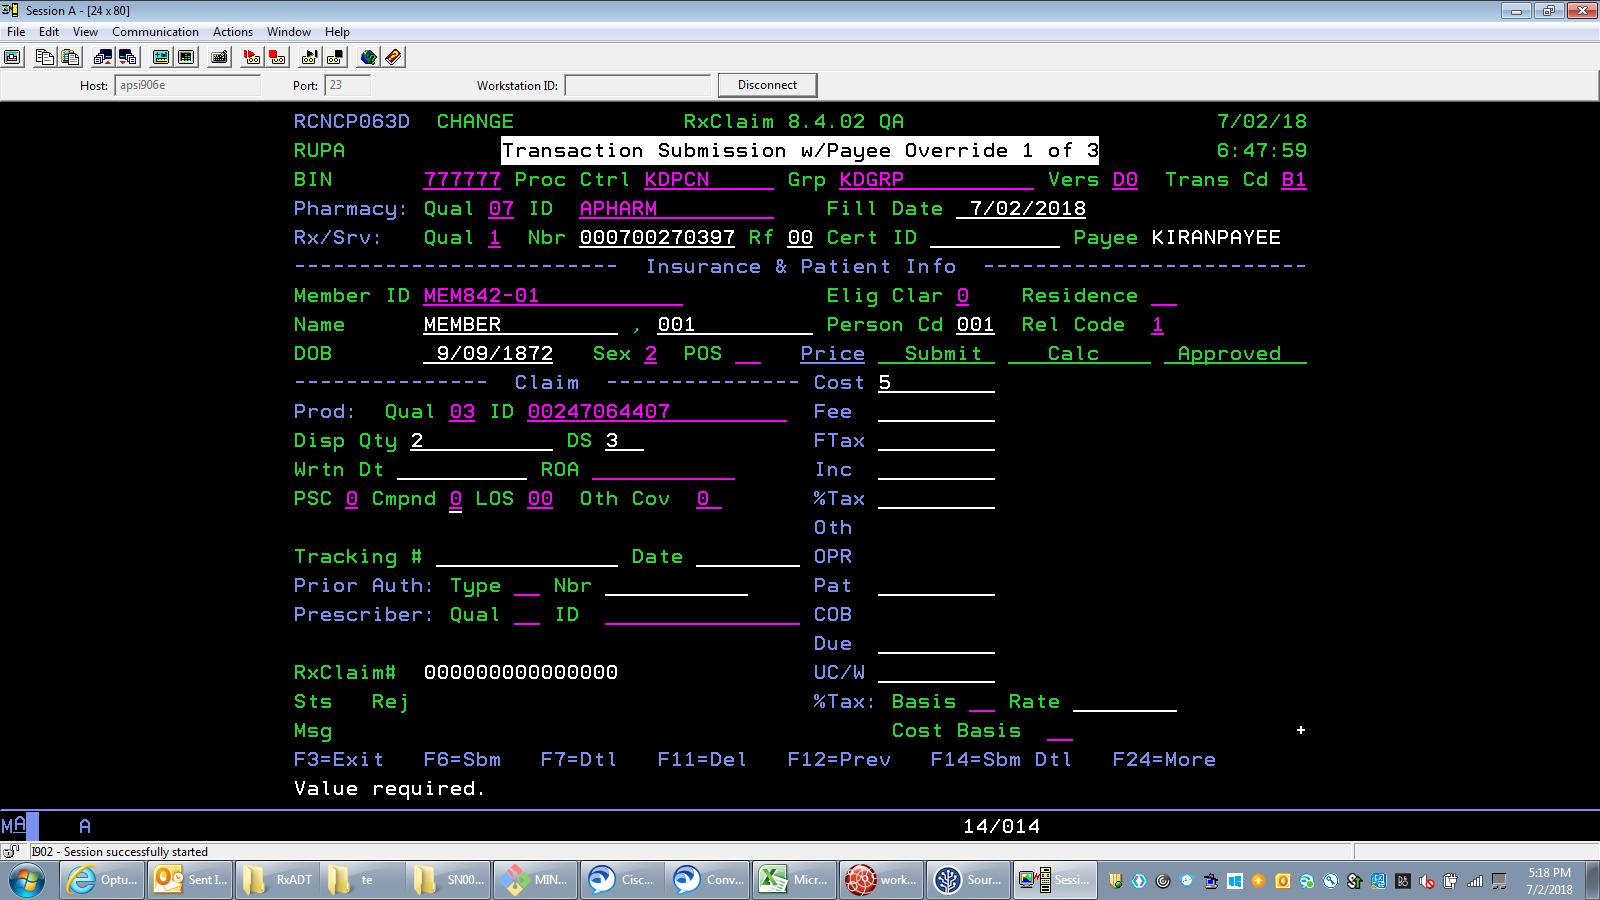 Session A - [24 x 80]
File Edit View Communication Actions Window Help
Host: apsi906e Port: 23 Workstation ID: Disconnect
RCNCP063D CHANGE RxClaim 8.4.02 QA 7/02/18
RUPA Transaction Submission w/Payee Override 1 of 3 6:47:59
BIN 777777 Proc Ctrl KDPCN Grp KDGRP Vers D0 Trans Cd B1
Pharmacy: Qual 07 ID APHARM Fill Date 7/02/2018
Rx/Srv: Qual 1 Nbr 000700270397 Rf 00 Cert ID Payee KIRANPAYEE
------------------------- Insurance & Patient Info -------------------------
Member ID MEM842-01 Elig Clar 0 Residence
Name MEMBER , 001 Person Cd 001 Rel Code 1
DOB 9/09/1872 Sex 2 POS Price Submit Calc Approved
--------------- Claim --------------- Cost 5
Prod: Qual 03 ID 00247064407 Fee
Disp Qty 2 DS 3 FTax
Wrtn Dt ROA Inc
PSC 0 Cmpnd 0 LOS 00 Oth Cov 0 %Tax
Oth
Tracking # Date OPR
Prior Auth: Type Nbr Pat
Prescriber: Qual ID COB
Due
RxClaim# 000000000000000 UC/W
Sts Rej %Tax: Basis Rate
Msg Cost Basis +
F3=Exit F6=Sbm F7=Dtl F11=Del F12=Prev F14=Sbm Dtl F24=More
Value required.
MA A 14/014
I902 - Session successfully started
Optu... Sent I... RxADT te SN00... MIN... Cisc... Conv... Micr... work... Sour... Sessi... 5:18 PM
7/2/2018